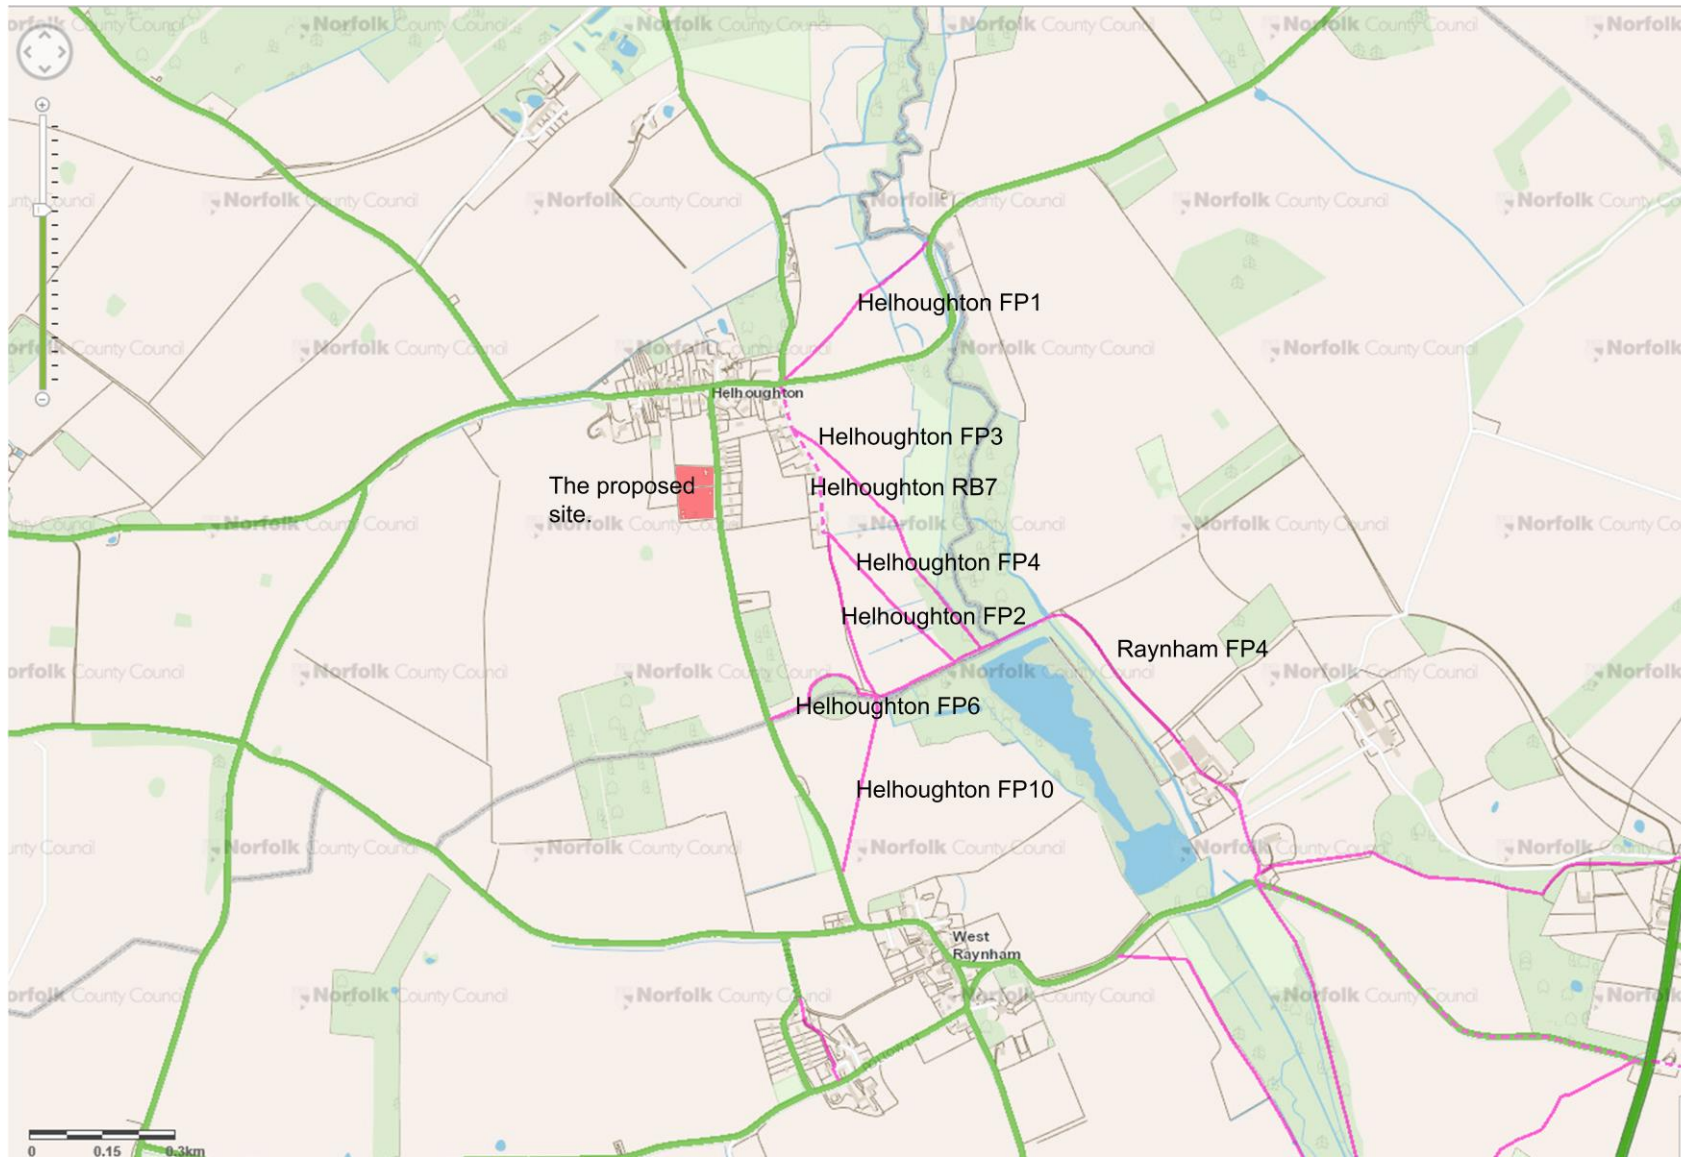 Norfolk County Council
Helhoughton FP1
Helhoughton
Helhoughton FP3
The proposed
site.
Helhoughton RB7
Helhoughton FP4
Helhoughton FP2
Raynham FP4
Helhoughton FP6
Helhoughton FP10
West
Raynham
0 0.15 0.3km